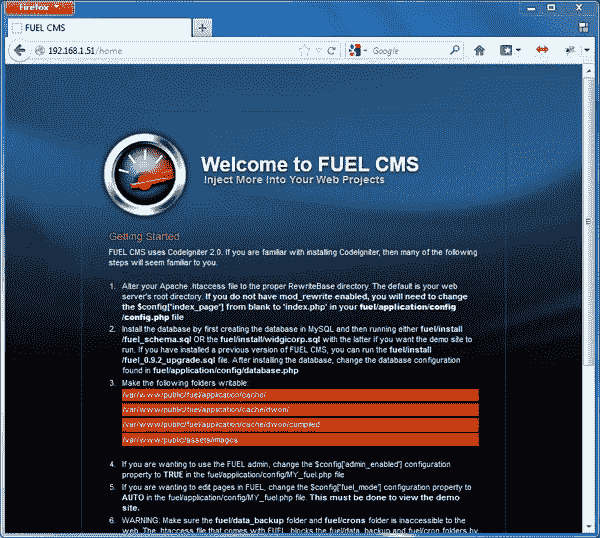 Firefox
FUEL CMS
192.168.1.51/home
Google
Welcome to FUEL CMS
Inject More Into Your Web Projects
Getting Started
FUEL CMS uses CodeIgniter 2.0. If you are familiar with installing CodeIgniter, then many of the following
steps will seem familiar to you.
1. Alter your Apache .htaccess file to the proper RewriteBase directory. The default is your web
server's root directory. If you do not have mod_rewrite enabled, you will need to change
the $config['index_page'] from blank to 'index.php' in your fuel/application/config
/config.php file
2. Install the database by first creating the database in MySQL and then running either fuel/install
/fuel_schema.sql OR the fuel/install/widgicorp.sql with the latter if you want the demo site to
run. If you have installed a previous version of FUEL CMS, you can run the fuel/install
/fuel_0.9.2_upgrade.sql file. After installing the database, change the database configuration
found in fuel/application/config/database.php
3. Make the following folders writable:
/var/www/public/fuel/application/cache/
/var/www/public/fuel/application/cache/dwoo/
/var/www/public/fuel/application/cache/dwoo/compiled
/var/www/public/assets/images
4. If you are wanting to use the FUEL admin, change the $config['admin_enabled'] configuration
property to TRUE in the fuel/application/config/MY_fuel.php file
5. If you are wanting to edit pages in FUEL, change the $config['fuel_mode'] configuration property to
AUTO in the fuel/application/config/MY_fuel.php file. This must be done to view the demo
site.
6. WARNING: Make sure the fuel/data_backup folder and fuel/crons folder is inaccessible to the
web. The .htaccess file that comes with FUEL, blocks the fuel/data_backup and fuel/cron folders by